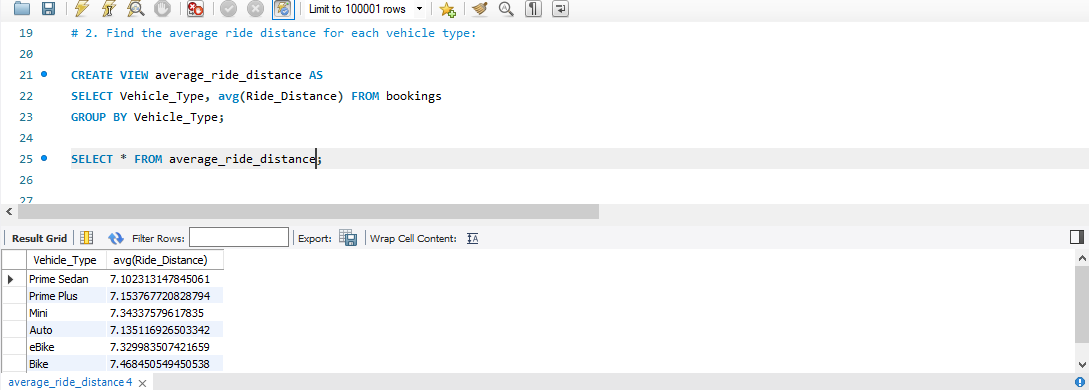 Limit to 100001 rows
19 # 2. Find the average ride distance for each vehicle type:
20
21 CREATE VIEW average_ride_distance AS
22 SELECT Vehicle_Type, avg(Ride_Distance) FROM bookings
23 GROUP BY Vehicle_Type;
24
25 SELECT * FROM average_ride_distance;
26
27
Result Grid Filter Rows: Export: Wrap Cell Content: IA
Vehicle_Type avg(Ride_Distance)
Prime Sedan 7.102313147845061
Prime Plus 7.153767720828794
Mini 7.34337579617835
Auto 7.135116926503342
eBike 7.329983507421659
Bike 7.468450549450538
average_ride_distance 4